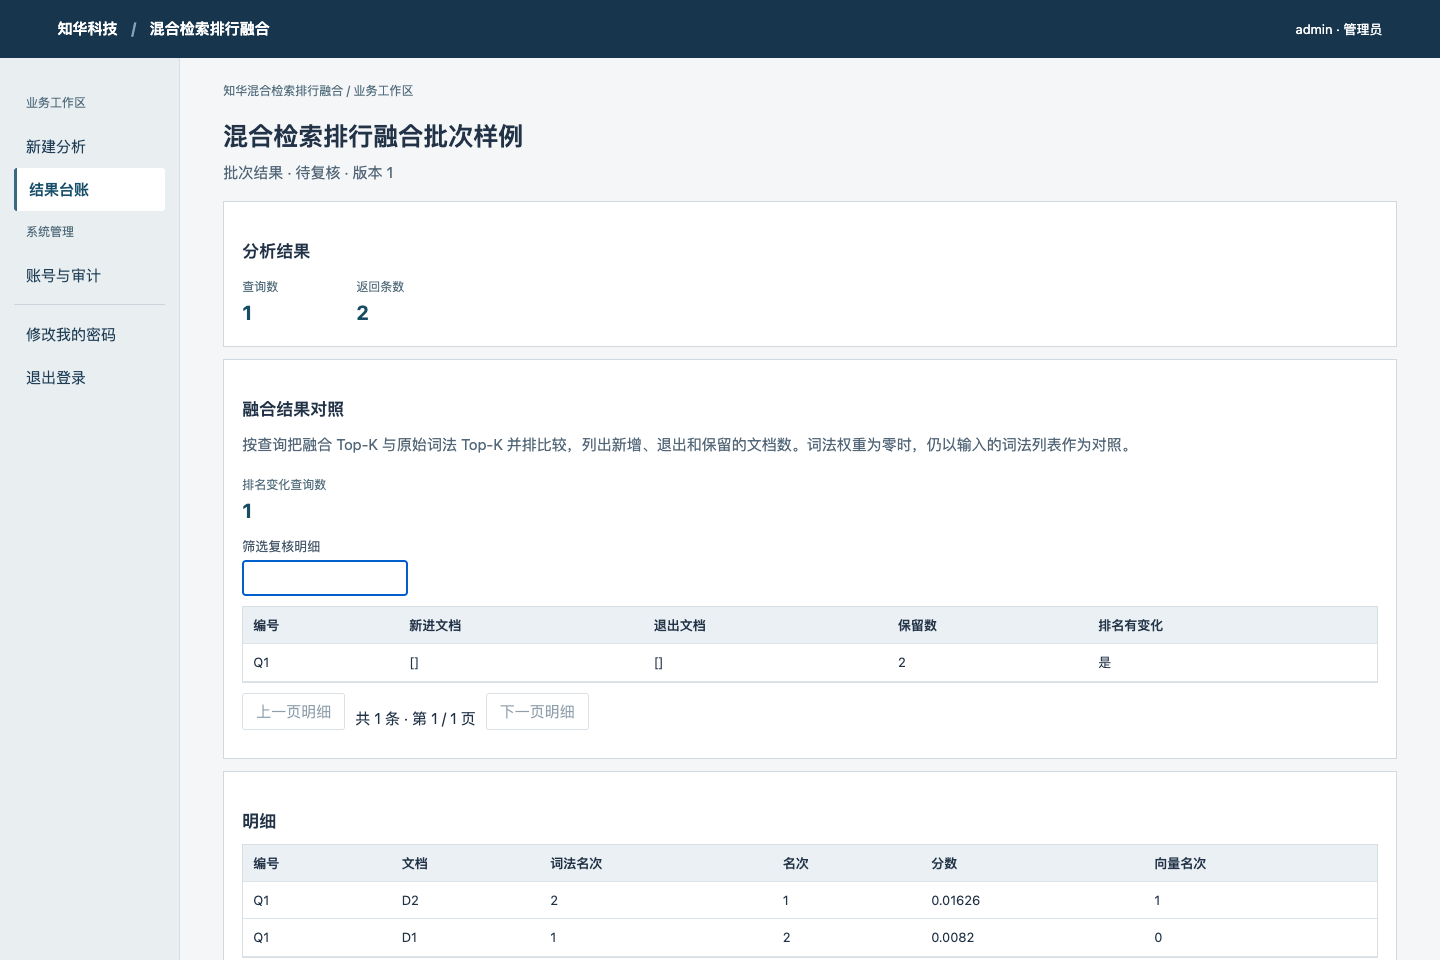 知华科技 / 混合检索排行融合
admin · 管理员
业务工作区
新建分析
结果台账
系统管理
账号与审计
修改我的密码
退出登录
知华混合检索排行融合 / 业务工作区
混合检索排行融合批次样例
批次结果 · 待复核 · 版本 1
分析结果
查询数 返回条数
1 2
融合结果对照
按查询把融合 Top-K 与原始词法 Top-K 并排比较，列出新增、退出和保留的文档数。词法权重为零时，仍以输入的词法列表作为对照。
排名变化查询数
1
筛选复核明细
编号 新进文档 退出文档 保留数 排名有变化
Q1 [] [] 2 是
上一页明细 共 1 条 · 第 1 / 1 页 下一页明细
明细
编号 文档 词法名次 名次 分数 向量名次
Q1 D2 2 1 0.01626 1
Q1 D1 1 2 0.0082 0